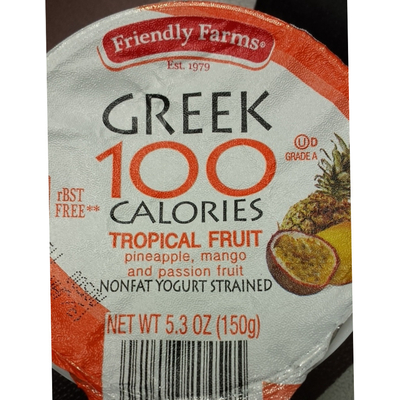 Friendly Farms®
Est. 1979
GREEK
100
CALORIES
UD
GRADE A
rBST
FREE**
TROPICAL FRUIT
pineapple, mango
and passion fruit
NONFAT YOGURT STRAINED
NET WT 5.3 OZ (150g)